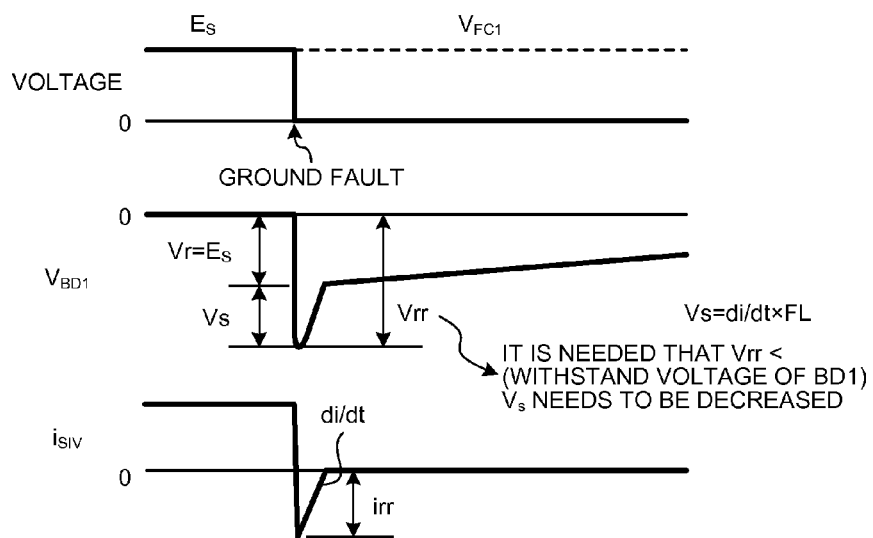 E_S
V_FC1
VOLTAGE
0
GROUND FAULT
0
Vr=E_S
V_BD1
Vs
Vrr
Vs=di/dt×FL
IT IS NEEDED THAT Vrr <
(WITHSTAND VOLTAGE OF BD1)
V_s NEEDS TO BE DECREASED
di/dt
i_SIV
0
irr